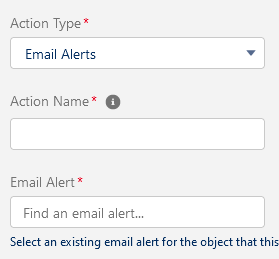 Action Type*
Email Alerts
Action Name*
Email Alert*
Find an email alert...
Select an existing email alert for the object that this